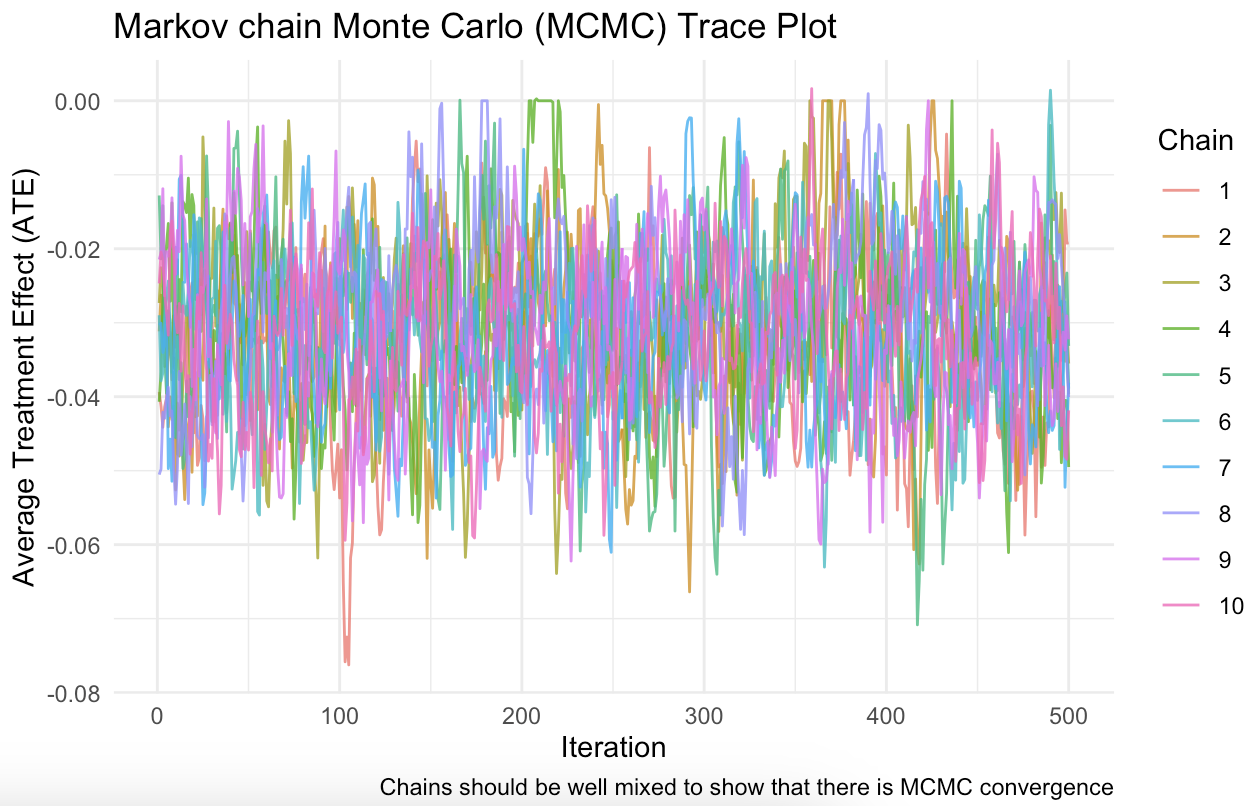 Markov chain Monte Carlo (MCMC) Trace Plot
Average Treatment Effect (ATE)
0.00
-0.02
-0.04
-0.06
-0.08
0 100 200 300 400 500
Iteration
Chain
1
2
3
4
5
6
7
8
9
10
Chains should be well mixed to show that there is MCMC convergence